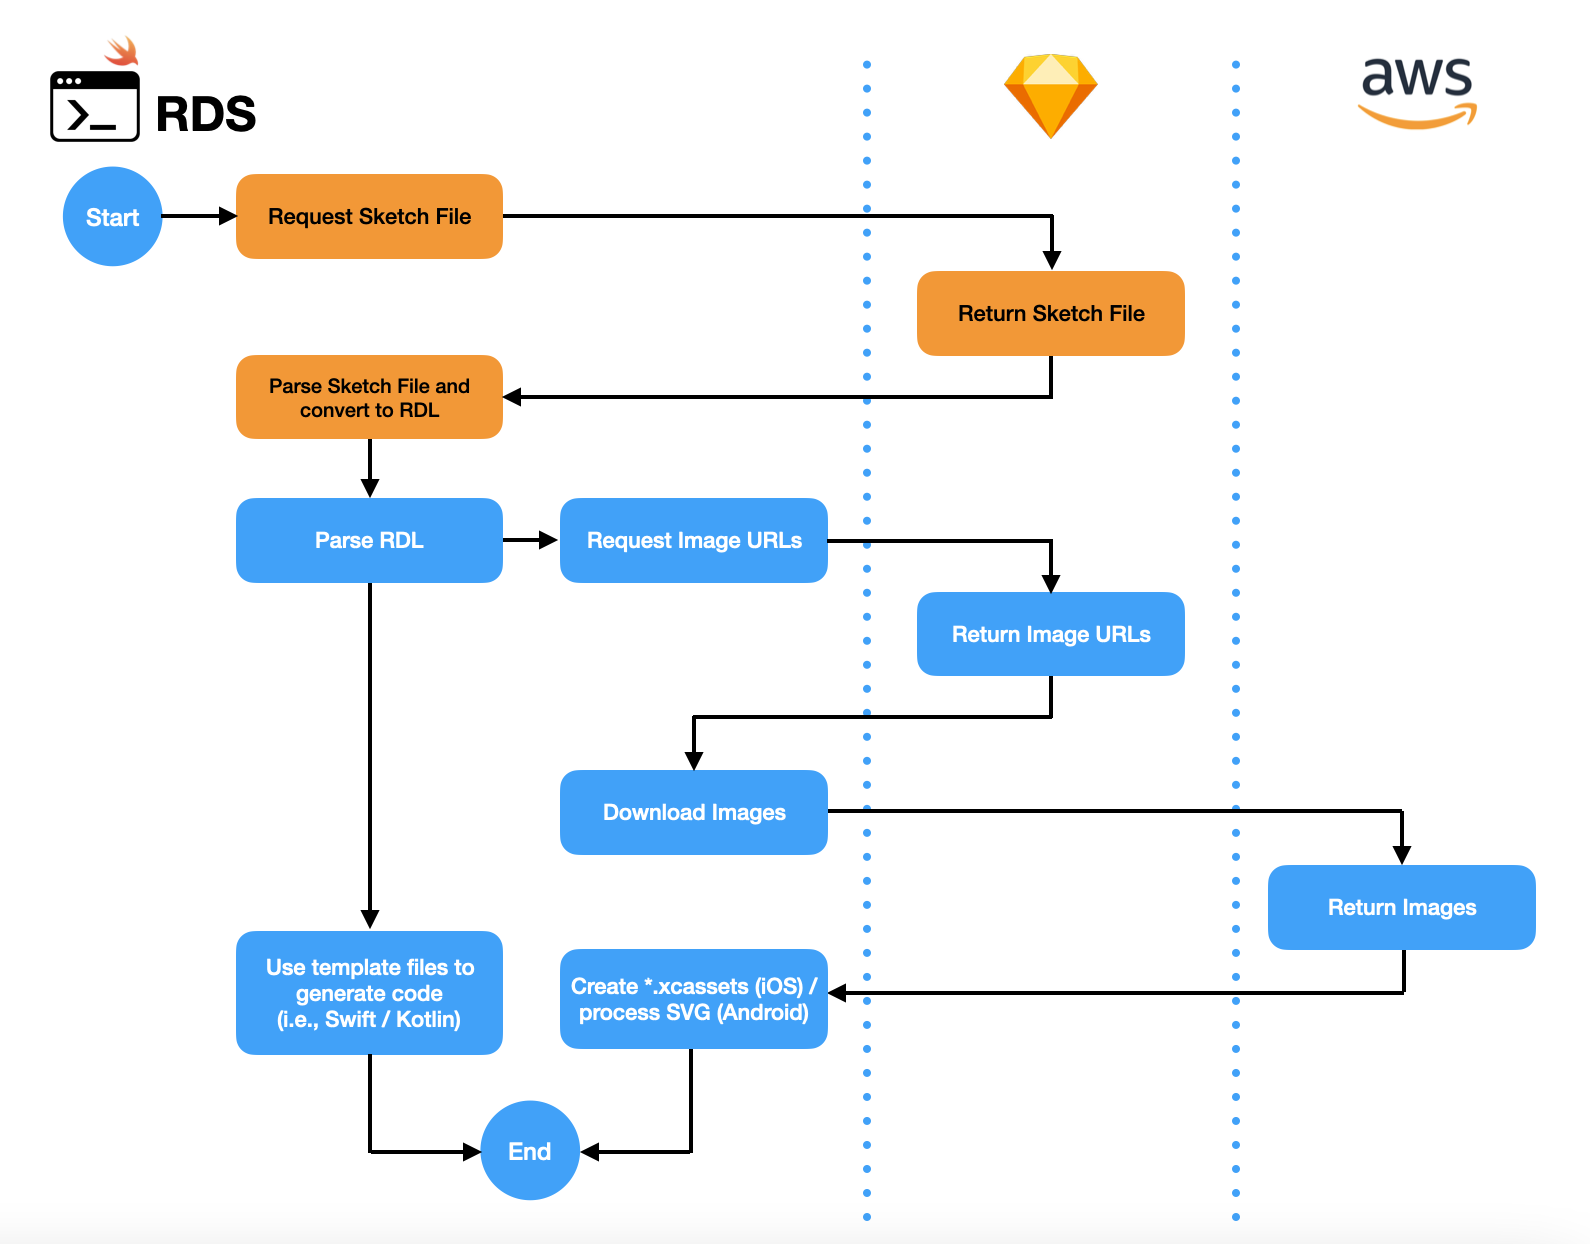 RDS
aws
Start
Request Sketch File
Return Sketch File
Parse Sketch File and
convert to RDL
Parse RDL
Request Image URLs
Return Image URLs
Download Images
Return Images
Use template files to
generate code
(i.e., Swift / Kotlin)
Create *.xcassets (iOS) /
process SVG (Android)
End